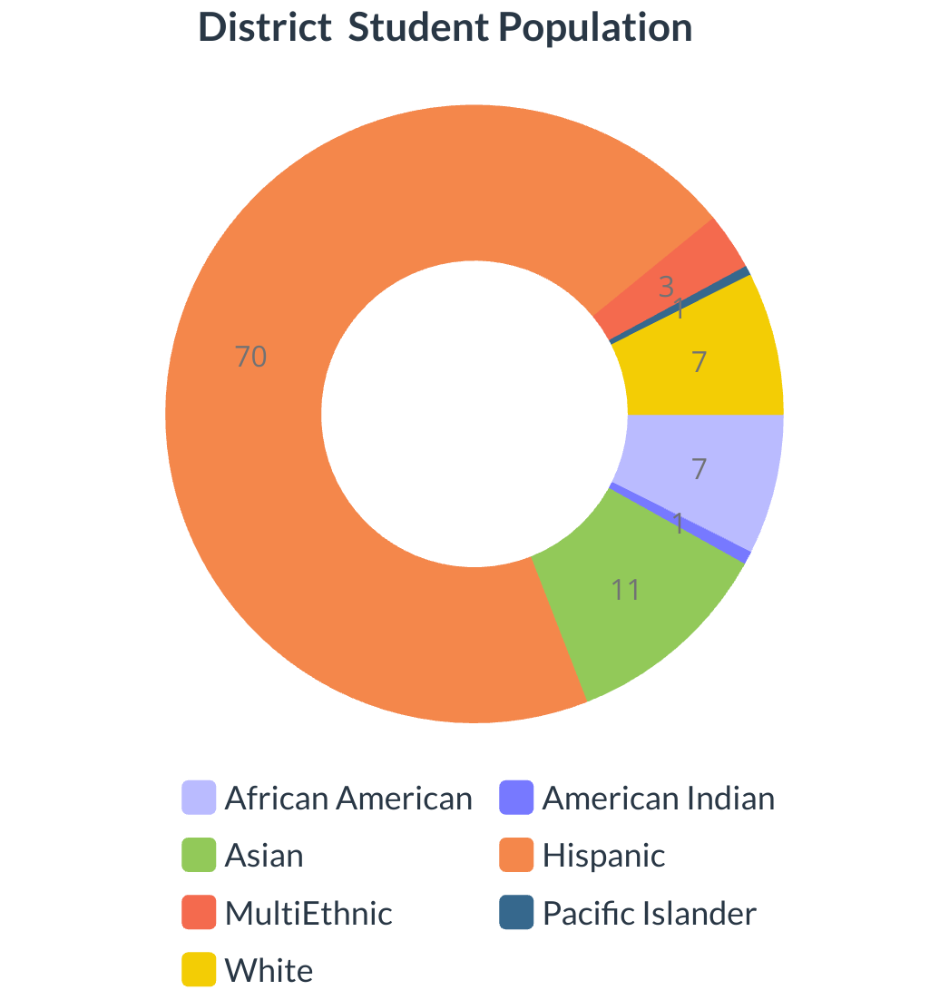 District  Student Population
3
1
70
7
7
1
11
African American
American Indian
Asian
Hispanic
MultiEthnic
Pacific Islander
White